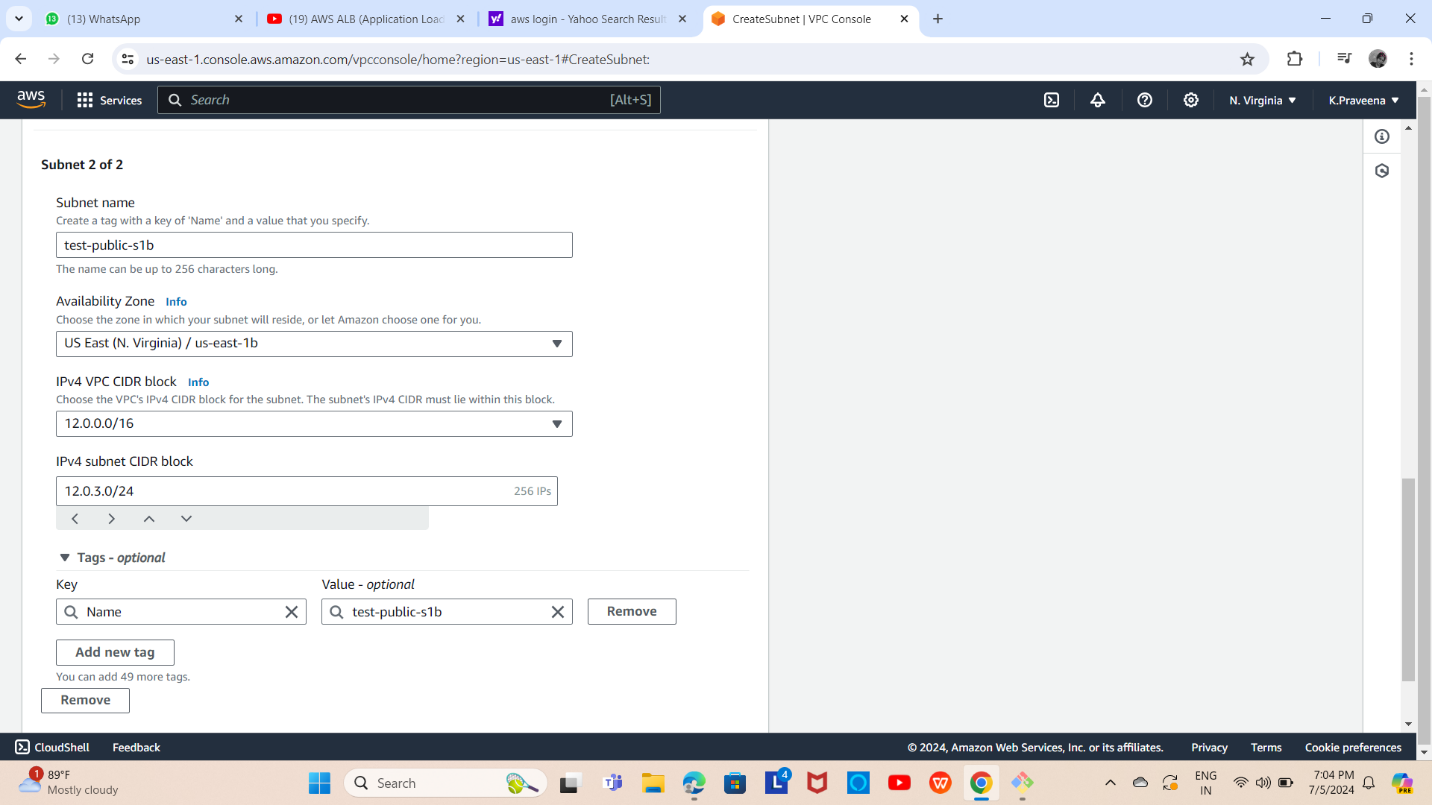 (13) WhatsApp
(19) AWS ALB (Application Load
aws login - Yahoo Search Result
CreateSubnet | VPC Console
us-east-1.console.aws.amazon.com/vpcconsole/home?region=us-east-1#CreateSubnet:
aws
Services
Search
[Alt+S]
N. Virginia
K.Praveena
Subnet 2 of 2
Subnet name
Create a tag with a key of 'Name' and a value that you specify.
test-public-s1b
The name can be up to 256 characters long.
Availability Zone Info
Choose the zone in which your subnet will reside, or let Amazon choose one for you.
US East (N. Virginia) / us-east-1b
IPv4 VPC CIDR block Info
Choose the VPC's IPv4 CIDR block for the subnet. The subnet's IPv4 CIDR must lie within this block.
12.0.0.0/16
IPv4 subnet CIDR block
12.0.3.0/24
256 IPs
Tags - optional
Key
Value - optional
Name
test-public-s1b
Remove
Add new tag
You can add 49 more tags.
Remove
CloudShell
Feedback
© 2024, Amazon Web Services, Inc. or its affiliates.
Privacy
Terms
Cookie preferences
1
89°F
Mostly cloudy
Search
4
ENG
IN
7:04 PM
7/5/2024
PRE